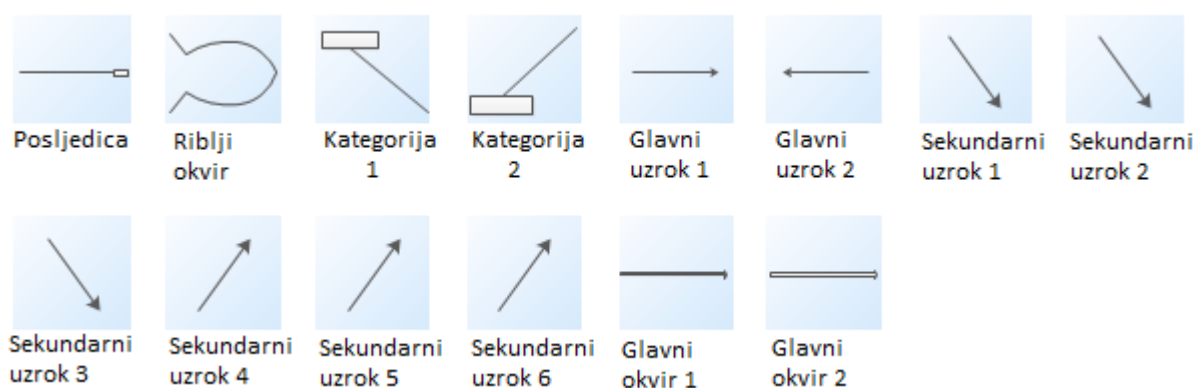 Posljedica
Riblji
okvir
Kategorija
1
Kategorija
2
Glavni
uzrok 1
Glavni
uzrok 2
Sekundarni
uzrok 1
Sekundarni
uzrok 2
Sekundarni
uzrok 3
Sekundarni
uzrok 4
Sekundarni
uzrok 5
Sekundarni
uzrok 6
Glavni
okvir 1
Glavni
okvir 2